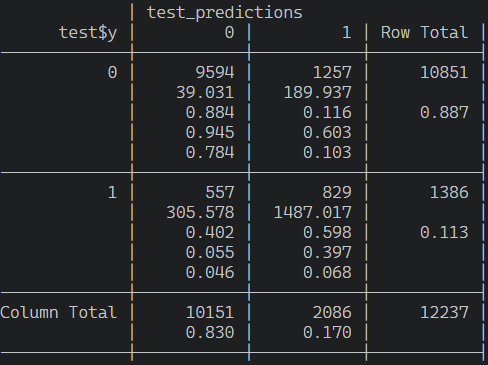 | test_predictions
test$y | 0 | 1 | Row Total |
0 | 9594 | 1257 | 10851 |
| 39.031 | 189.937 | |
| 0.884 | 0.116 | 0.887 |
| 0.945 | 0.603 | |
| 0.784 | 0.103 | |
1 | 557 | 829 | 1386 |
| 305.578 | 1487.017 | |
| 0.402 | 0.598 | 0.113 |
| 0.055 | 0.397 | |
| 0.046 | 0.068 | |
Column Total | 10151 | 2086 | 12237 |
| 0.830 | 0.170 | |